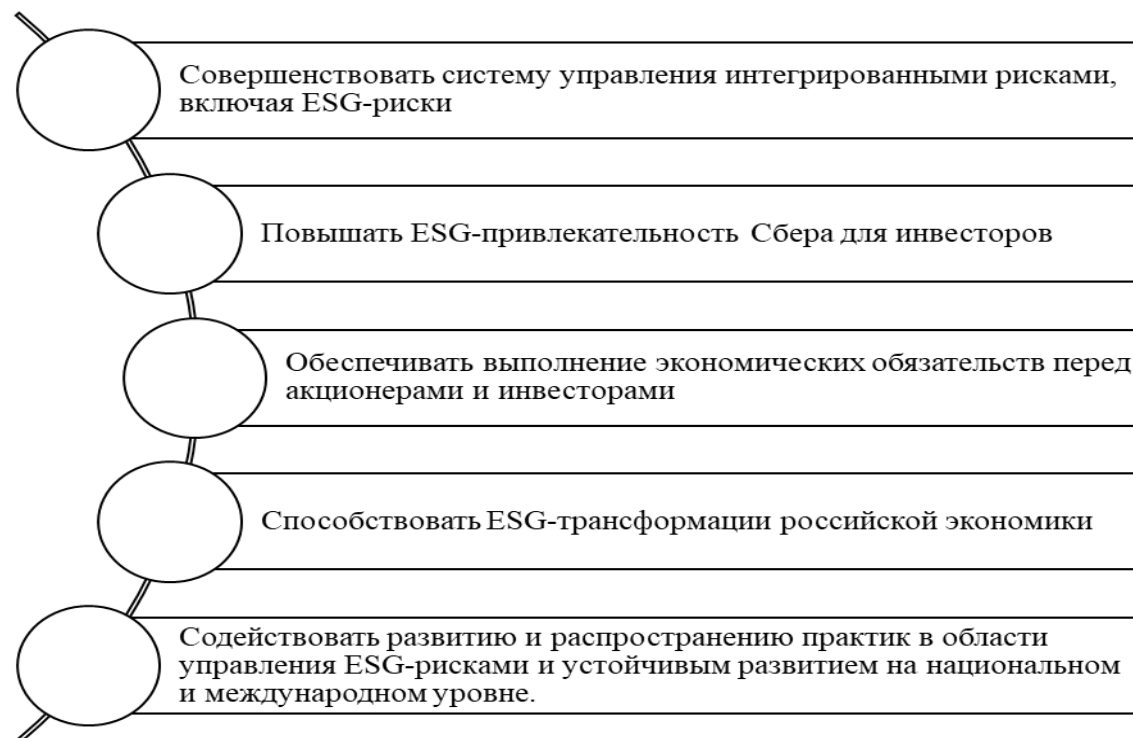 Совершенствовать систему управления интегрированными рисками,
включая ESG-риски
Повышать ESG-привлекательность Сбера для инвесторов
Обеспечивать выполнение экономических обязательств перед
акционерами и инвесторами
Способствовать ESG-трансформации российской экономики
Содействовать развитию и распространению практик в области
управления ESG-рисками и устойчивым развитием на национальном
и международном уровне.